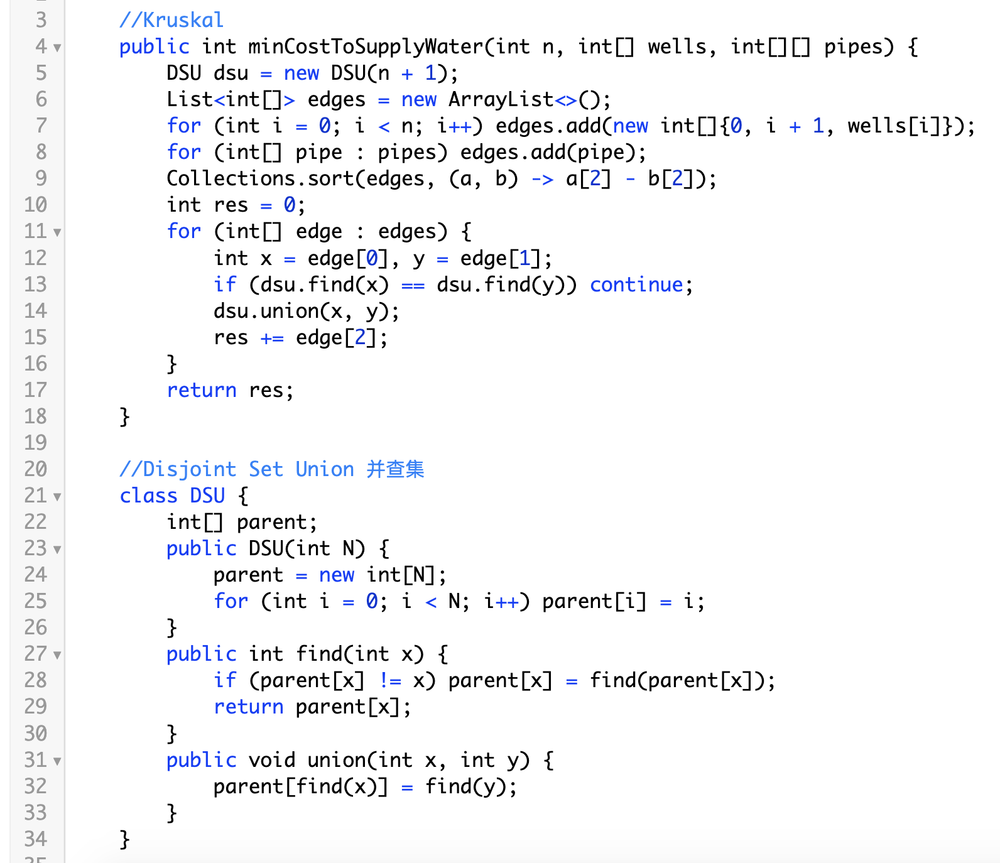 3 //Kruskal
4 ▼ public int minCostToSupplyWater(int n, int[] wells, int[][] pipes) {
5 DSU dsu = new DSU(n + 1);
6 List<int[]> edges = new ArrayList<>();
7 for (int i = 0; i < n; i++) edges.add(new int[]{0, i + 1, wells[i]});
8 for (int[] pipe : pipes) edges.add(pipe);
9 Collections.sort(edges, (a, b) -> a[2] - b[2]);
10 int res = 0;
11 ▼ for (int[] edge : edges) {
12 int x = edge[0], y = edge[1];
13 if (dsu.find(x) == dsu.find(y)) continue;
14 dsu.union(x, y);
15 res += edge[2];
16 }
17 return res;
18 }
19
20 //Disjoint Set Union 并查集
21 ▼ class DSU {
22 int[] parent;
23 ▼ public DSU(int N) {
24 parent = new int[N];
25 for (int i = 0; i < N; i++) parent[i] = i;
26 }
27 ▼ public int find(int x) {
28 if (parent[x] != x) parent[x] = find(parent[x]);
29 return parent[x];
30 }
31 ▼ public void union(int x, int y) {
32 parent[find(x)] = find(y);
33 }
34 }